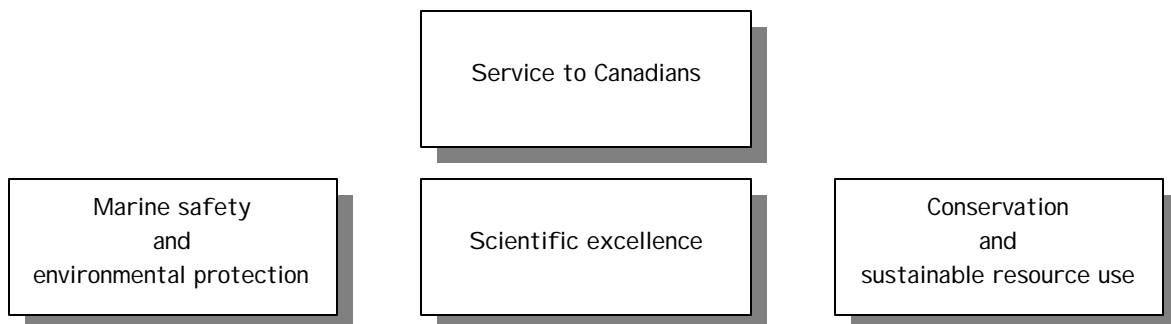 Service to Canadians
Marine safety
and
environmental protection
Scientific excellence
Conservation
and
sustainable resource use